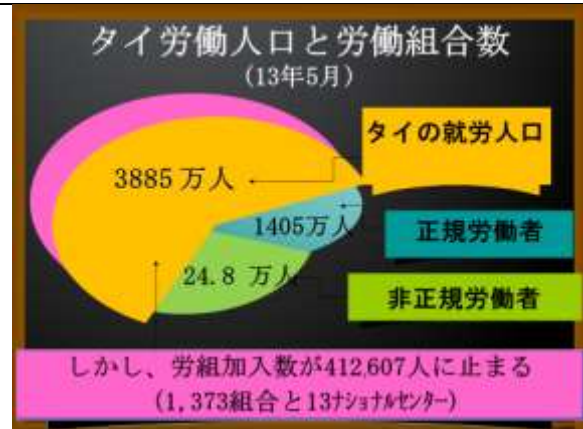 タイ労働人口と労働組合数
(13年5月)
タイの就労人口
3885万人
1405万人
正規労働者
24.8 万人
非正規労働者
しかし、労組加入数が412,607人に止まる
(1,373組合と13ﾅｼｮﾅﾙｾﾝﾀｰ)